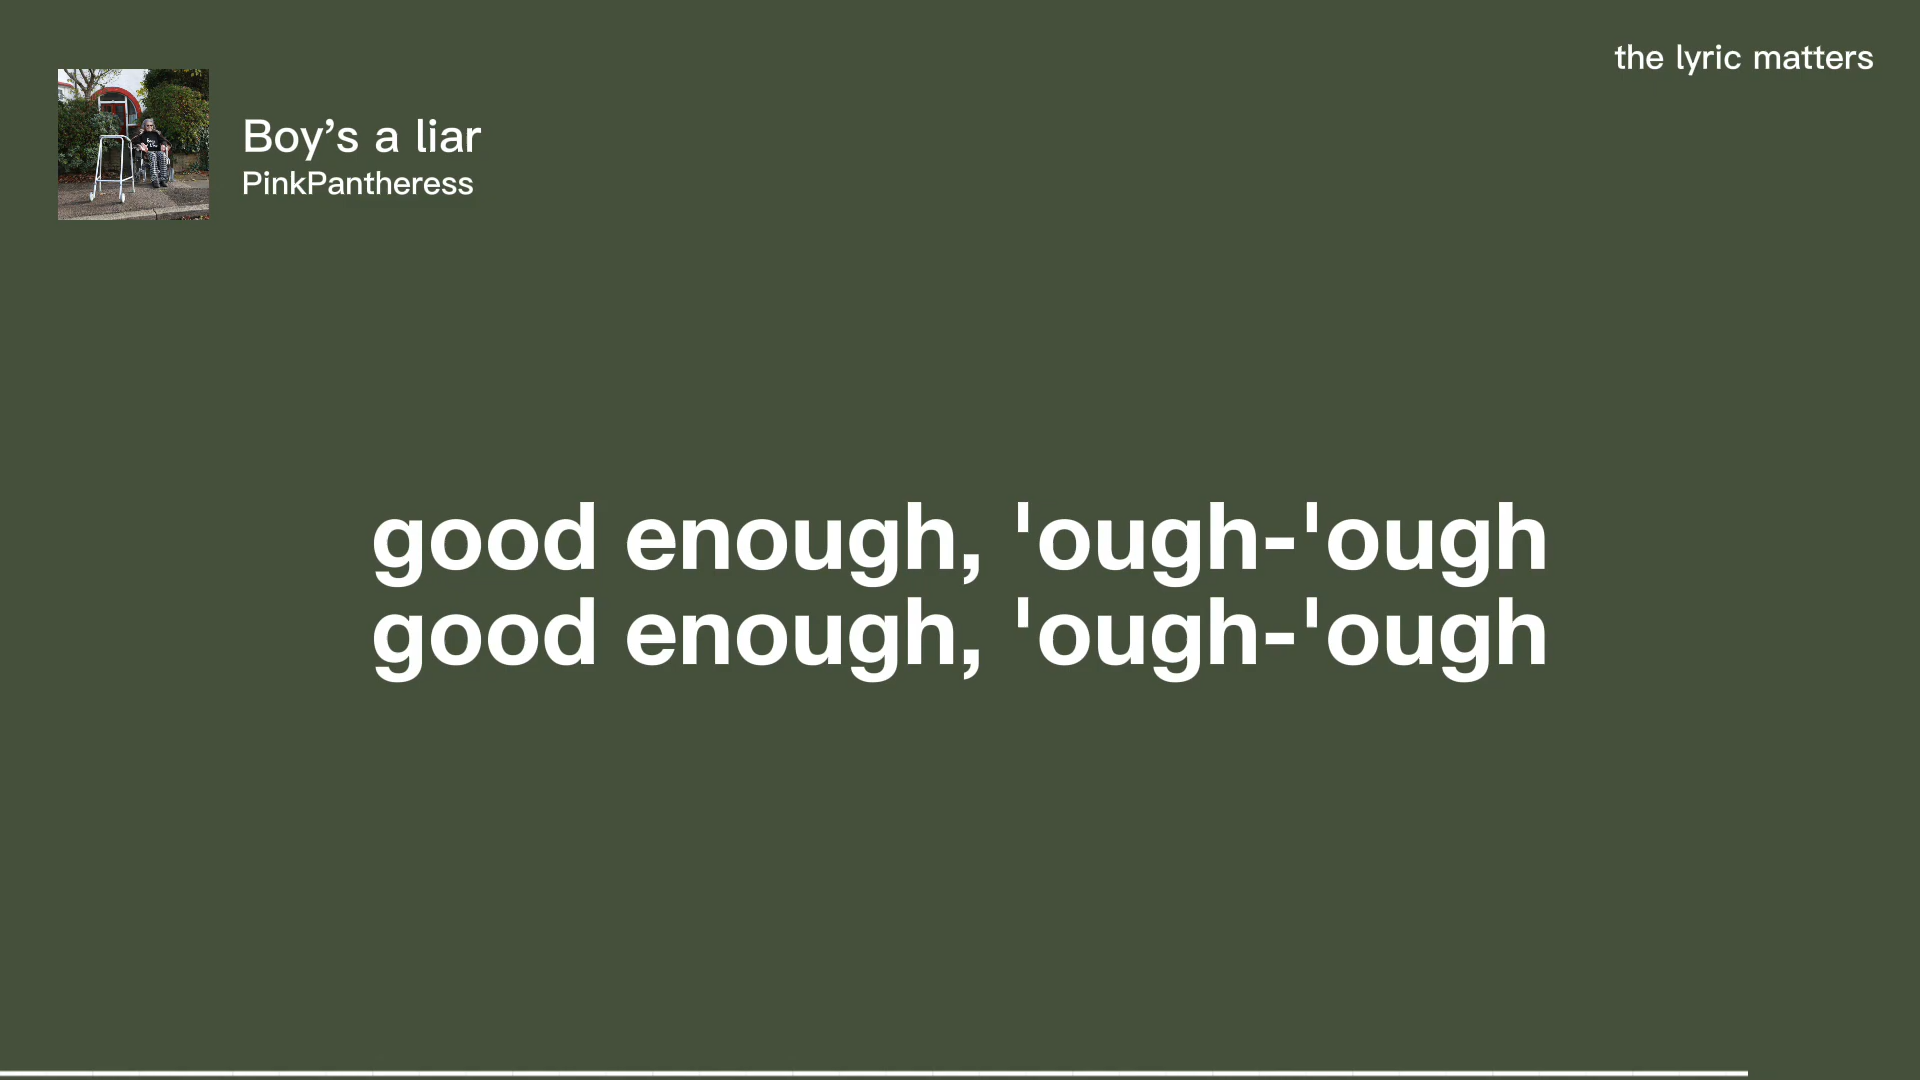 the lyric matters
Boy’s a liar
PinkPantheress
good enough, 'ough-'ough
good enough, 'ough-'ough